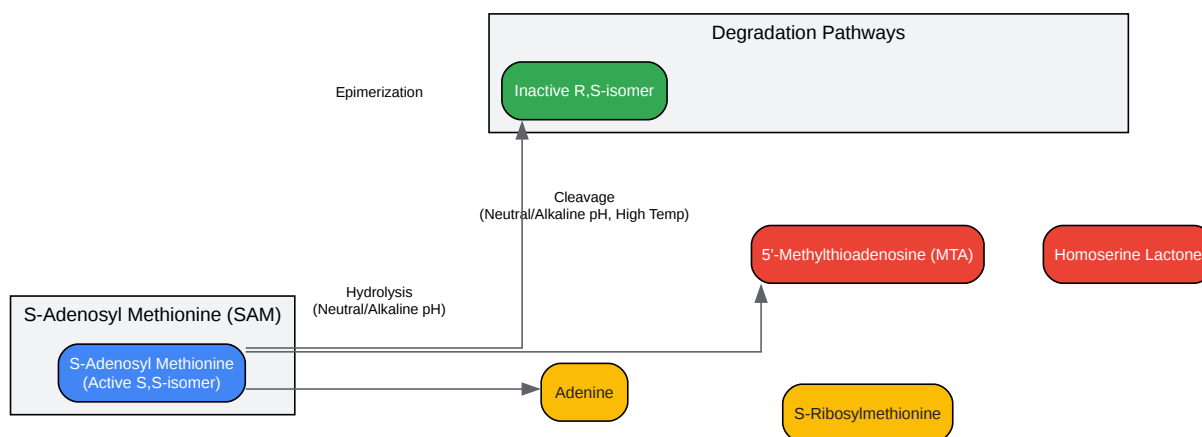 Degradation Pathways
Inactive R,S-isomer
Epimerization
Cleavage
(Neutral/Alkaline pH, High Temp)
5'-Methylthioadenosine (MTA)
Homoserine Lactone
Hydrolysis
(Neutral/Alkaline pH)
S-Adenosyl Methionine (SAM)
S-Adenosyl Methionine
(Active S,S-isomer)
Adenine
S-Ribosylmethionine